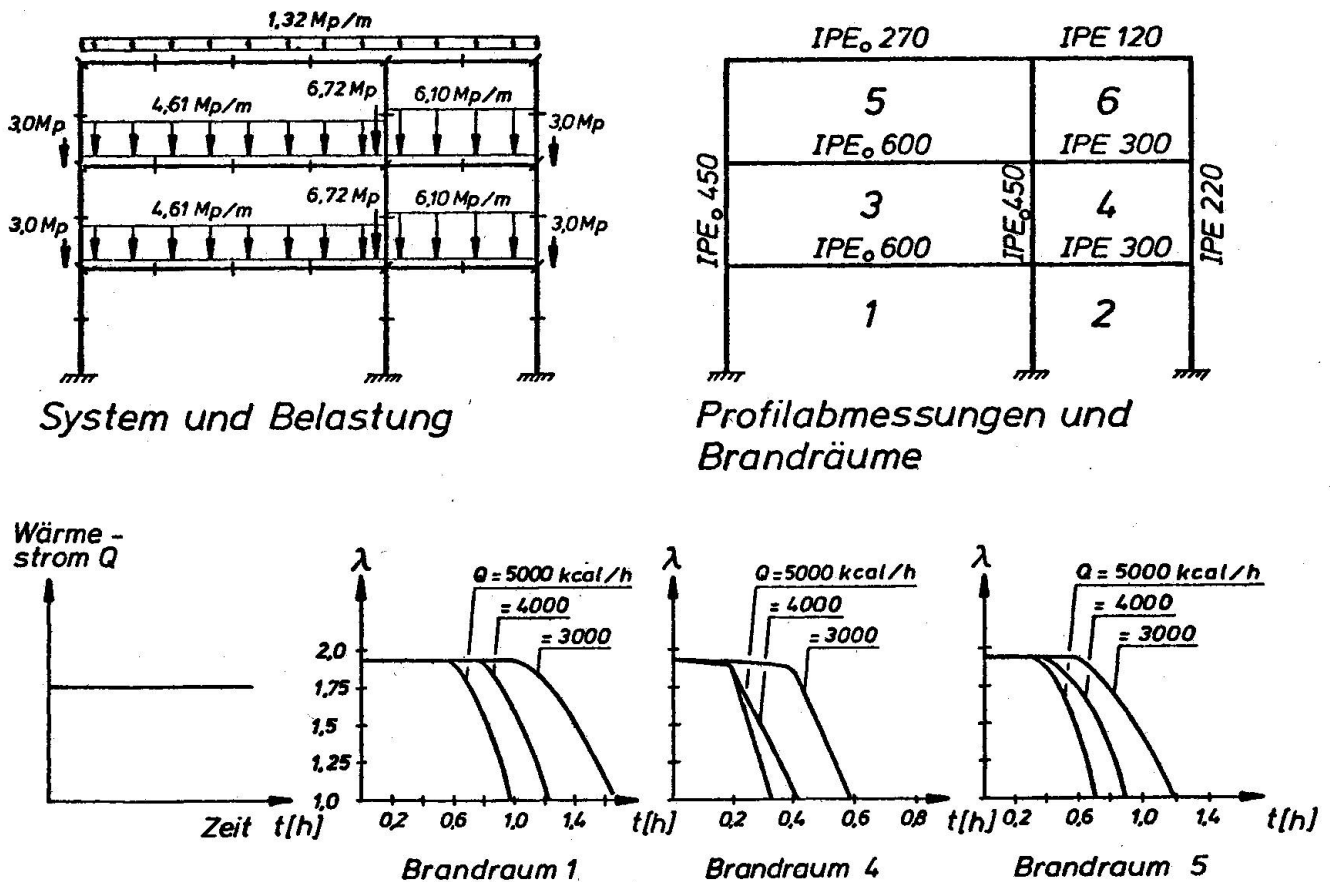 1,32 Mp/m
4,61 Mp/m
6,72 Mp
6,10 Mp/m
3,0 Mp
3,0 Mp
4,61 Mp/m
6,72 Mp
6,10 Mp/m
3,0 Mp
3,0 Mp
System und Belastung
IPEo 270
IPE 120
5
6
IPEo 600
IPE 300
IPEo 450
3
IPEo 450
4
IPE 220
IPEo 600
IPE 300
1
2
Profilabmessungen und
Brandräume
Wärme-
strom Q
Zeit t[h]
λ
Q = 5000 kcal/h
= 4000
= 3000
2,0
1,75
1,5
1,25
1,0
0,2 0,6 1,0 1,4 t[h]
Brandraum 1
λ
Q = 5000 kcal/h
= 4000
= 3000
0,2 0,4 0,6 0,8 t[h]
Brandraum 4
λ
Q = 5000 kcal/h
= 4000
= 3000
0,2 0,6 1,0 1,4 t[h]
Brandraum 5